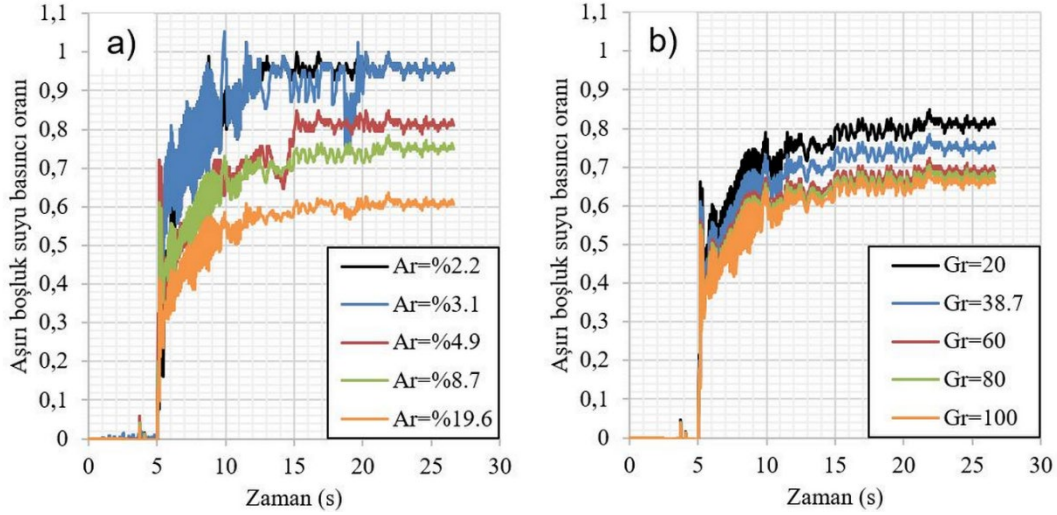 a)
Aşırı boşluk suyu basıncı oranı
1,1
1
0,9
0,8
0,7
0,6
0,5
0,4
0,3
0,2
0,1
0
0 5 10 15 20 25 30
Zaman (s)
Ar=%2.2
Ar=%3.1
Ar=%4.9
Ar=%8.7
Ar=%19.6
b)
Aşırı boşluk suyu basıncı oranı
1,1
1
0,9
0,8
0,7
0,6
0,5
0,4
0,3
0,2
0,1
0
0 5 10 15 20 25 30
Zaman (s)
Gr=20
Gr=38.7
Gr=60
Gr=80
Gr=100